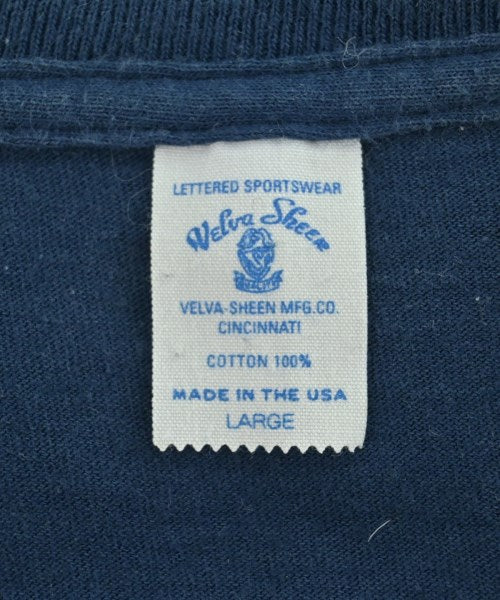 LETTERED SPORTSWEAR
Velva Sheen
VELVA-SHEEN MFG.CO.
CINCINNATI
COTTON 100%
MADE IN THE USA
LARGE